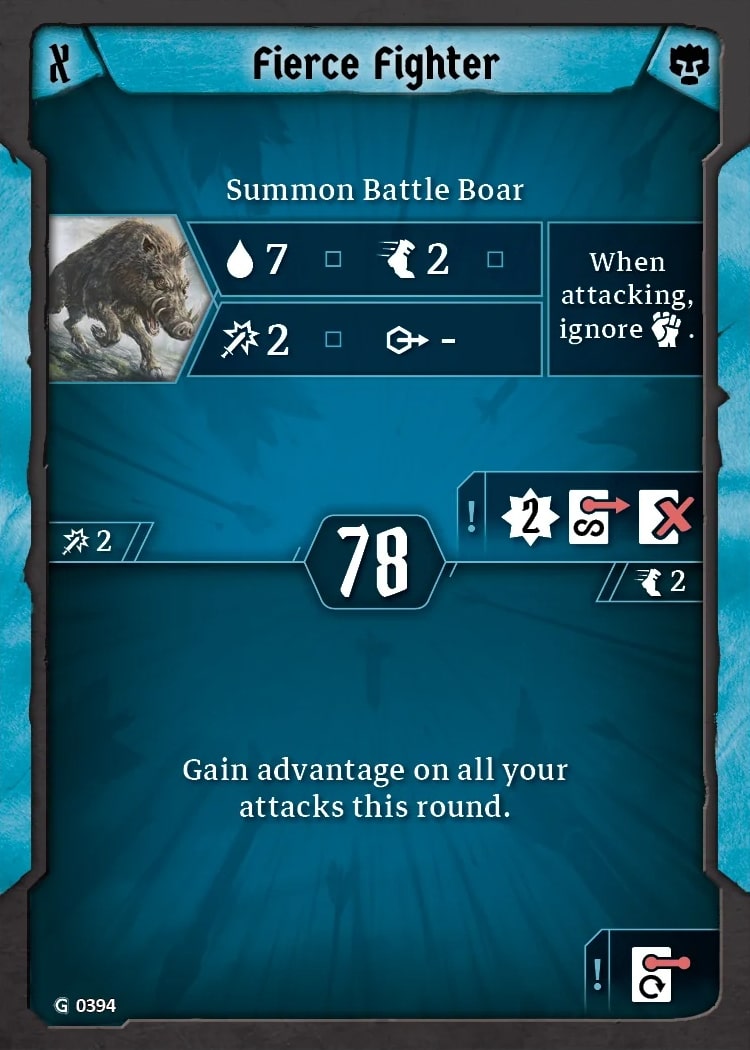 Fierce Fighter
Summon Battle Boar
7 2
2 -
When
attacking,
ignore .
! 2
2
78
2
Gain advantage on all your
attacks this round.
!
G 0394